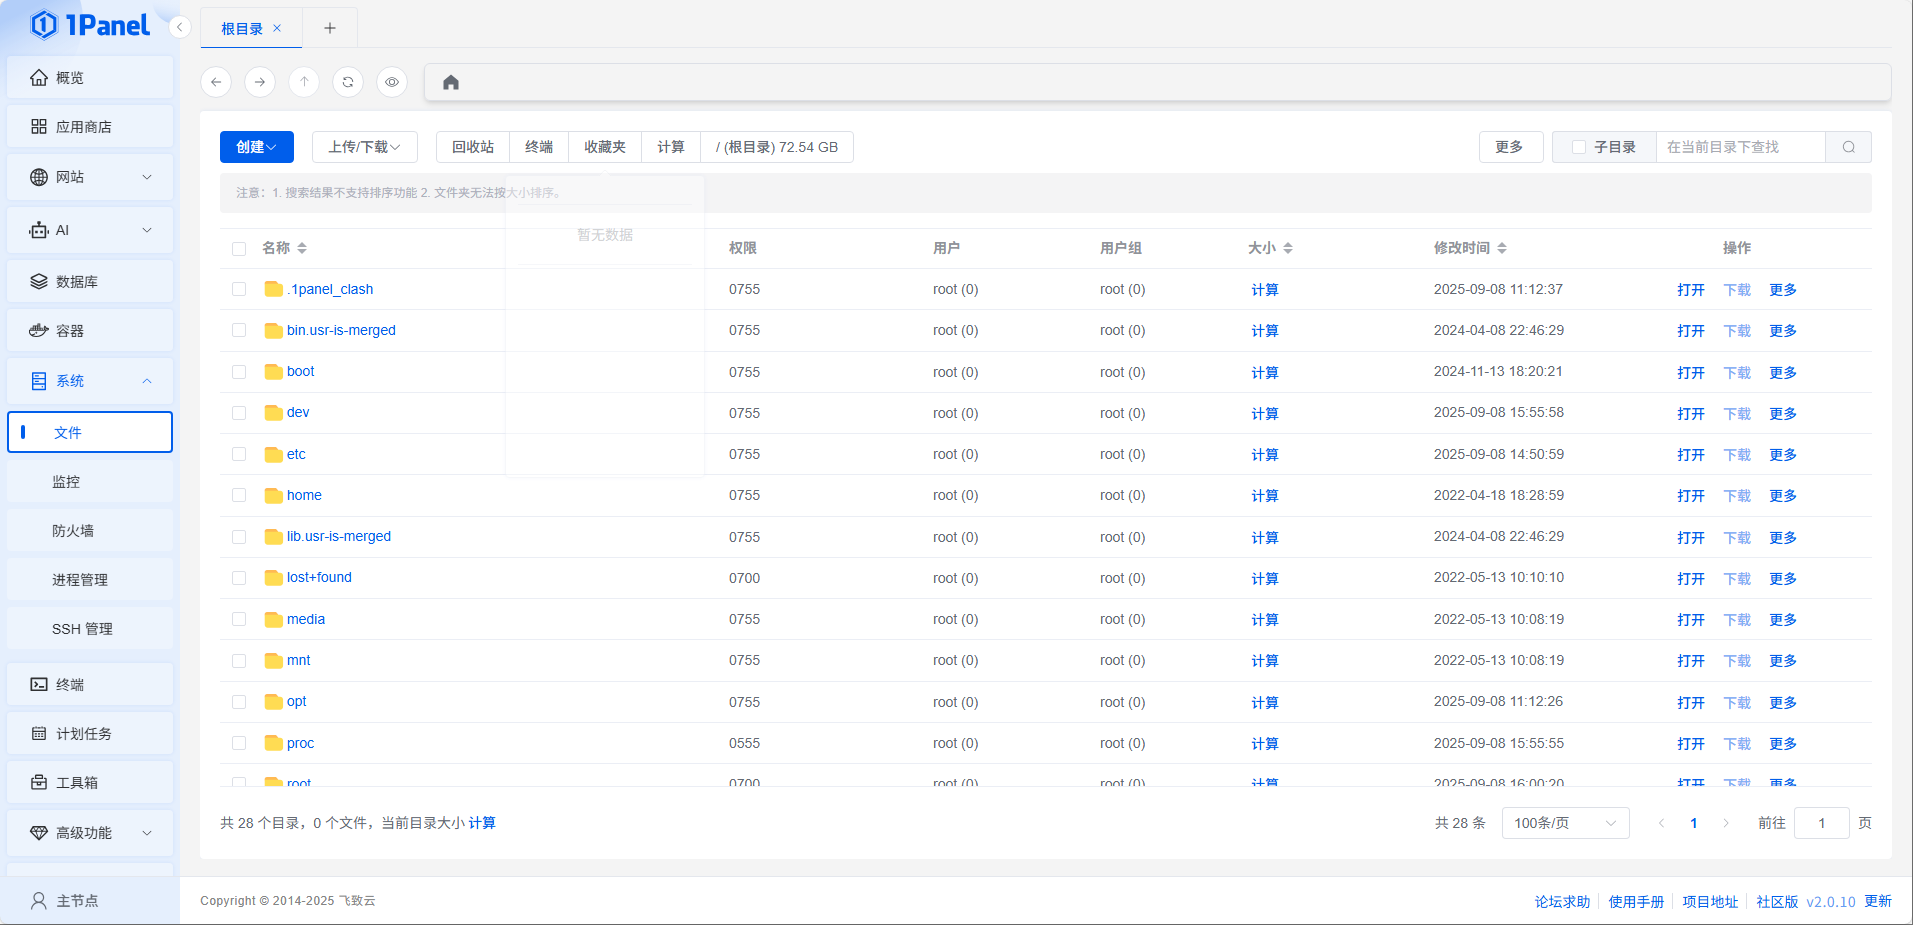 1Panel
根目录
概览
应用商店
网站
AI
数据库
容器
系统
文件
监控
防火墙
进程管理
SSH 管理
终端
计划任务
工具箱
高级功能
主节点
创建 上传/下载 回收站 终端 收藏夹 计算 / (根目录) 72.54 GB 更多 子目录 在当前目录下查找
注意：1. 搜索结果不支持排序功能 2. 文件夹无法按大小排序。
暂无数据
名称 权限 用户 用户组 大小 修改时间 操作
.1panel_clash 0755 root (0) root (0) 计算 2025-09-08 11:12:37 打开 下载 更多
bin.usr-is-merged 0755 root (0) root (0) 计算 2024-04-08 22:46:29 打开 下载 更多
boot 0755 root (0) root (0) 计算 2024-11-13 18:20:21 打开 下载 更多
dev 0755 root (0) root (0) 计算 2025-09-08 15:55:58 打开 下载 更多
etc 0755 root (0) root (0) 计算 2025-09-08 14:50:59 打开 下载 更多
home 0755 root (0) root (0) 计算 2022-04-18 18:28:59 打开 下载 更多
lib.usr-is-merged 0755 root (0) root (0) 计算 2024-04-08 22:46:29 打开 下载 更多
lost+found 0700 root (0) root (0) 计算 2022-05-13 10:10:10 打开 下载 更多
media 0755 root (0) root (0) 计算 2022-05-13 10:08:19 打开 下载 更多
mnt 0755 root (0) root (0) 计算 2022-05-13 10:08:19 打开 下载 更多
opt 0755 root (0) root (0) 计算 2025-09-08 11:12:26 打开 下载 更多
proc 0555 root (0) root (0) 计算 2025-09-08 15:55:55 打开 下载 更多
root 0700 root (0) root (0) 计算 2025-09-08 16:00:20 打开 下载 更多
共 28 个目录，0 个文件，当前目录大小 计算 共 28 条 100条/页 1 前往 1 页
Copyright © 2014-2025 飞致云 论坛求助 使用手册 项目地址 社区版 v2.0.10 更新